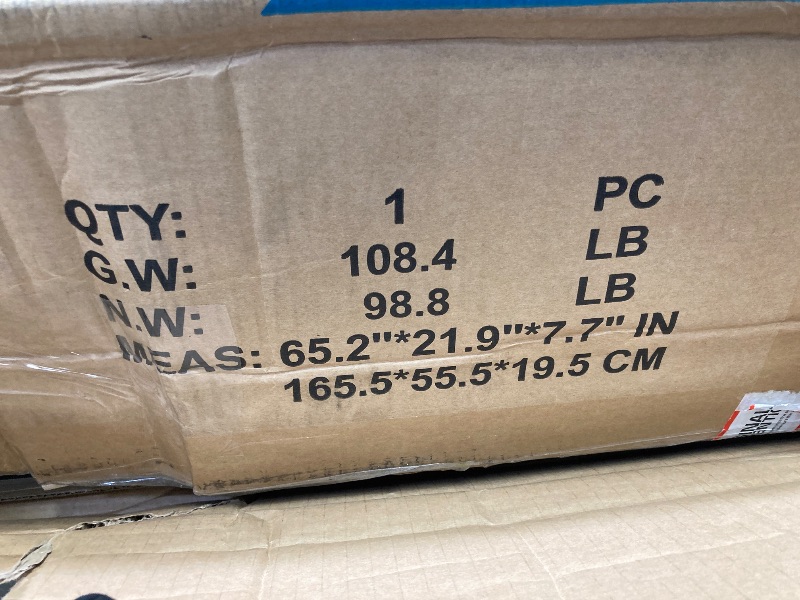 QTY: 1 PC
G.W: 108.4 LB
N.W: 98.8 LB
MEAS: 65.2"*21.9"*7.7" IN
165.5*55.5*19.5 CM